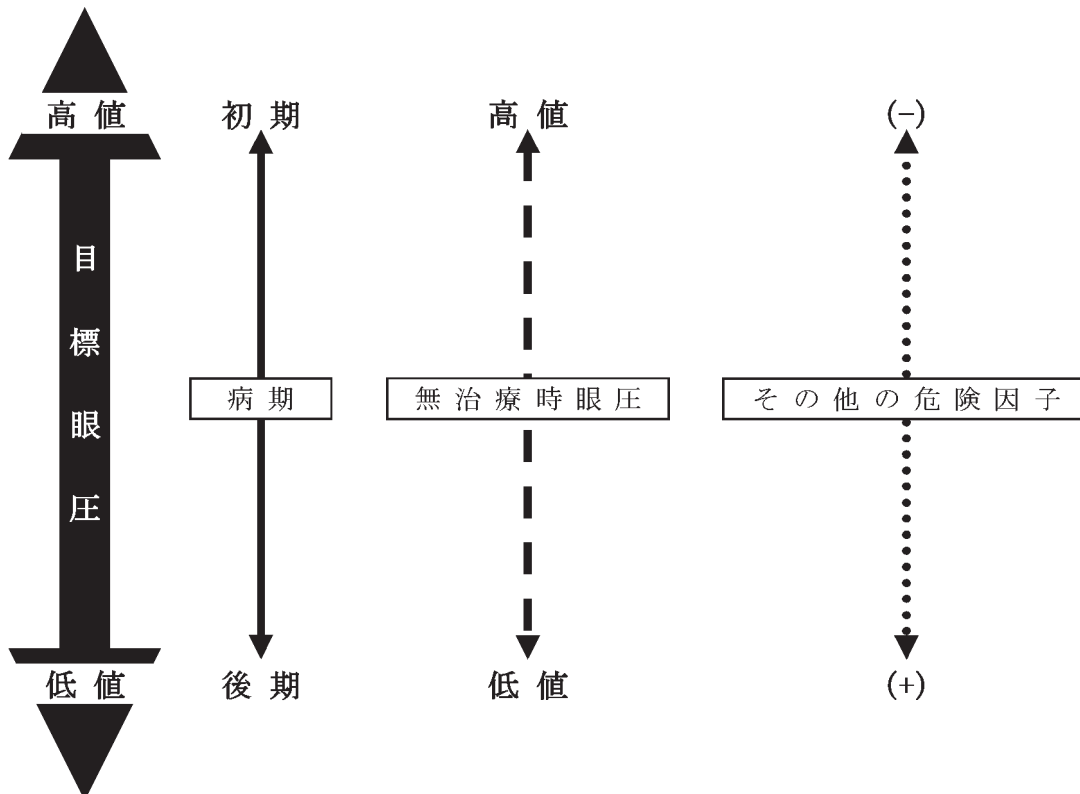 高値
初期
高値
(−)
目標眼圧
病期
無治療時眼圧
その他の危険因子
低値
後期
低値
(+)